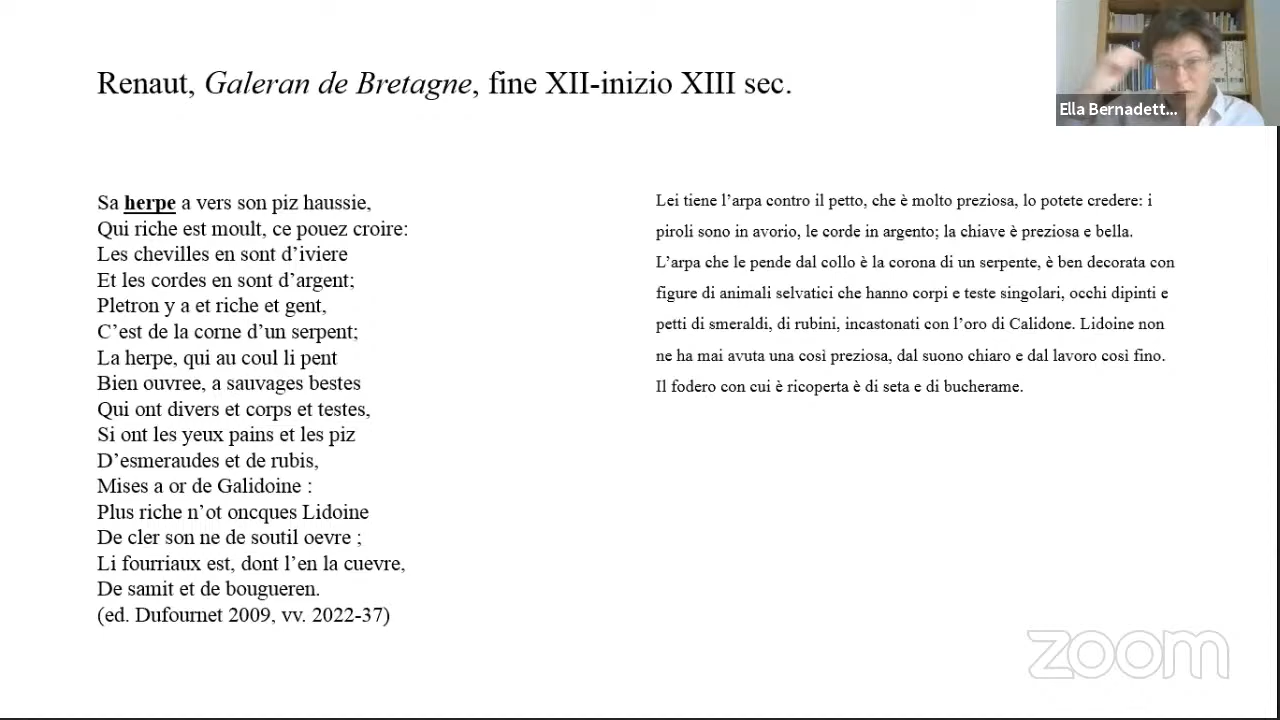 Renaut, Galeran de Bretagne, fine XII-inizio XIII sec.
Ella Bernadett...
Sa herpe a vers son piz haussie,
Qui riche est moult, ce pouez croire:
Les chevilles en sont d’iviere
Et les cordes en sont d’argent;
Pletron y a et riche et gent,
C’est de la corne d’un serpent;
La herpe, qui au coul li pent
Bien ouvree, a sauvages bestes
Qui ont divers et corps et testes,
Si ont les yeux pains et les piz
D’esmeraudes et de rubis,
Mises a or de Galidoine :
Plus riche n’ot oncques Lidoine
De cler son ne de soutil oevre ;
Li fourriaux est, dont l’en la cuevre,
De samit et de bougueren.
(ed. Dufournet 2009, vv. 2022-37)
Lei tiene l’arpa contro il petto, che è molto preziosa, lo potete credere: i
piroli sono in avorio, le corde in argento; la chiave è preziosa e bella.
L’arpa che le pende dal collo è la corona di un serpente, è ben decorata con
figure di animali selvatici che hanno corpi e teste singolari, occhi dipinti e
petti di smeraldi, di rubini, incastonati con l’oro di Calidone. Lidoine non
ne ha mai avuta una così preziosa, dal suono chiaro e dal lavoro così fino.
Il fodero con cui è ricoperta è di seta e di bucherame.
zoom